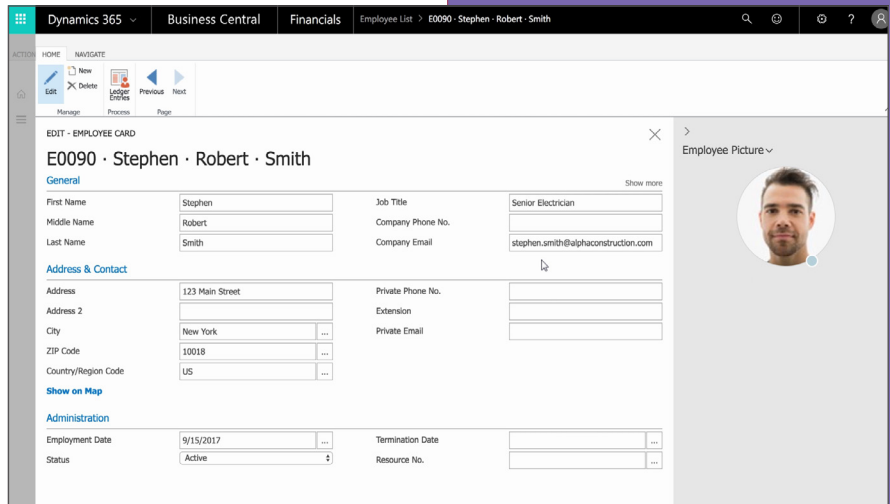 Dynamics 365 Business Central Financials Employee List > E0090 · Stephen · Robert · Smith ?
ACTION HOME NAVIGATE
Edit New Delete Ledger Entries Previous Next
Manage Process Page
EDIT - EMPLOYEE CARD
E0090 · Stephen · Robert · Smith
General Show more
First Name Stephen Job Title Senior Electrician
Middle Name Robert Company Phone No.
Last Name Smith Company Email stephen.smith@alphaconstruction.com
Address & Contact
Address 123 Main Street Private Phone No.
Address 2 Extension
City New York ... Private Email
ZIP Code 10018 ...
Country/Region Code US ...
Show on Map
Administration
Employment Date 9/15/2017 ... Termination Date ...
Status Active Resource No. ...
Employee Picture